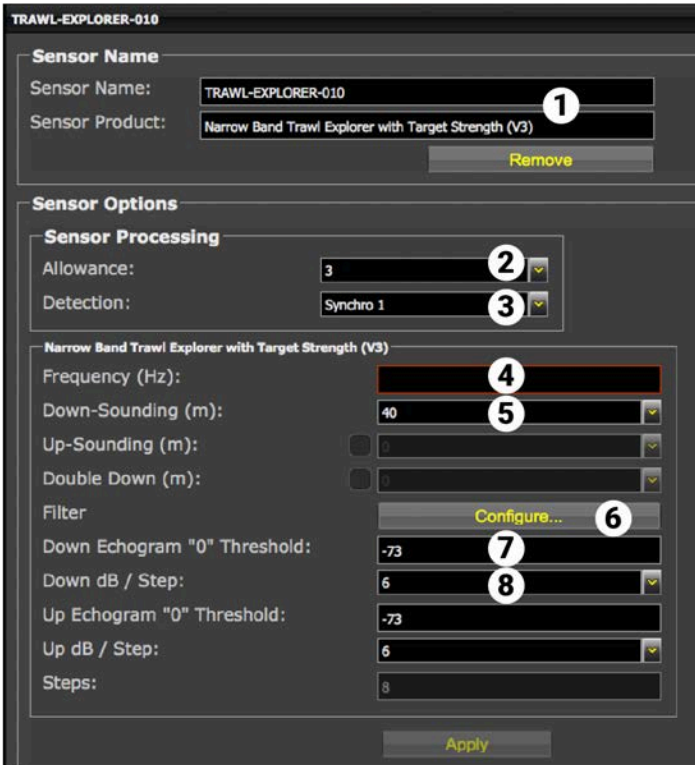 TRAWL-EXPLORER-010
Sensor Name
Sensor Name: TRAWL-EXPLORER-010
1
Sensor Product: Narrow Band Trawl Explorer with Target Strength (V3)
Remove
Sensor Options
Sensor Processing
Allowance: 3 2
Detection: Synchro 1 3
Narrow Band Trawl Explorer with Target Strength (V3)
Frequency (Hz): 4
Down-Sounding (m): 40 5
Up-Sounding (m): 0
Double Down (m): 0
Filter Configure... 6
Down Echogram "0" Threshold: -73 7
Down dB / Step: 6 8
Up Echogram "0" Threshold: -73
Up dB / Step: 6
Steps: 8
Apply